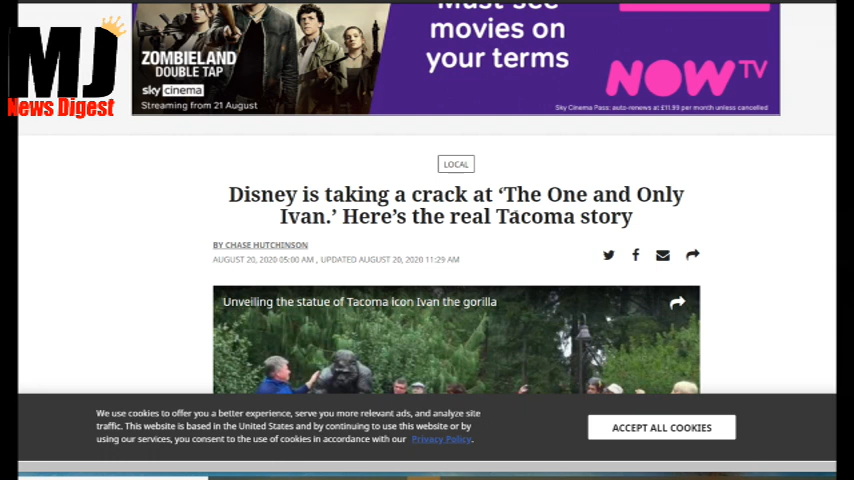 Must-see
movies on
your terms
ZOMBIELAND
DOUBLE TAP
sky cinema
Streaming from 21 August
NOW TV
Sky Cinema Pass: auto-renews at £11.99 per month unless cancelled
MJ
News Digest
LOCAL
Disney is taking a crack at ‘The One and Only
Ivan.’ Here’s the real Tacoma story
BY CHASE HUTCHINSON
AUGUST 20, 2020 05:00 AM , UPDATED AUGUST 20, 2020 11:29 AM
Unveiling the statue of Tacoma icon Ivan the gorilla
We use cookies to offer you a better experience, serve you more relevant ads, and analyze site
traffic. This website is based in the United States and by continuing to use this website or by
using our services, you consent to the use of cookies in accordance with our Privacy Policy.
ACCEPT ALL COOKIES